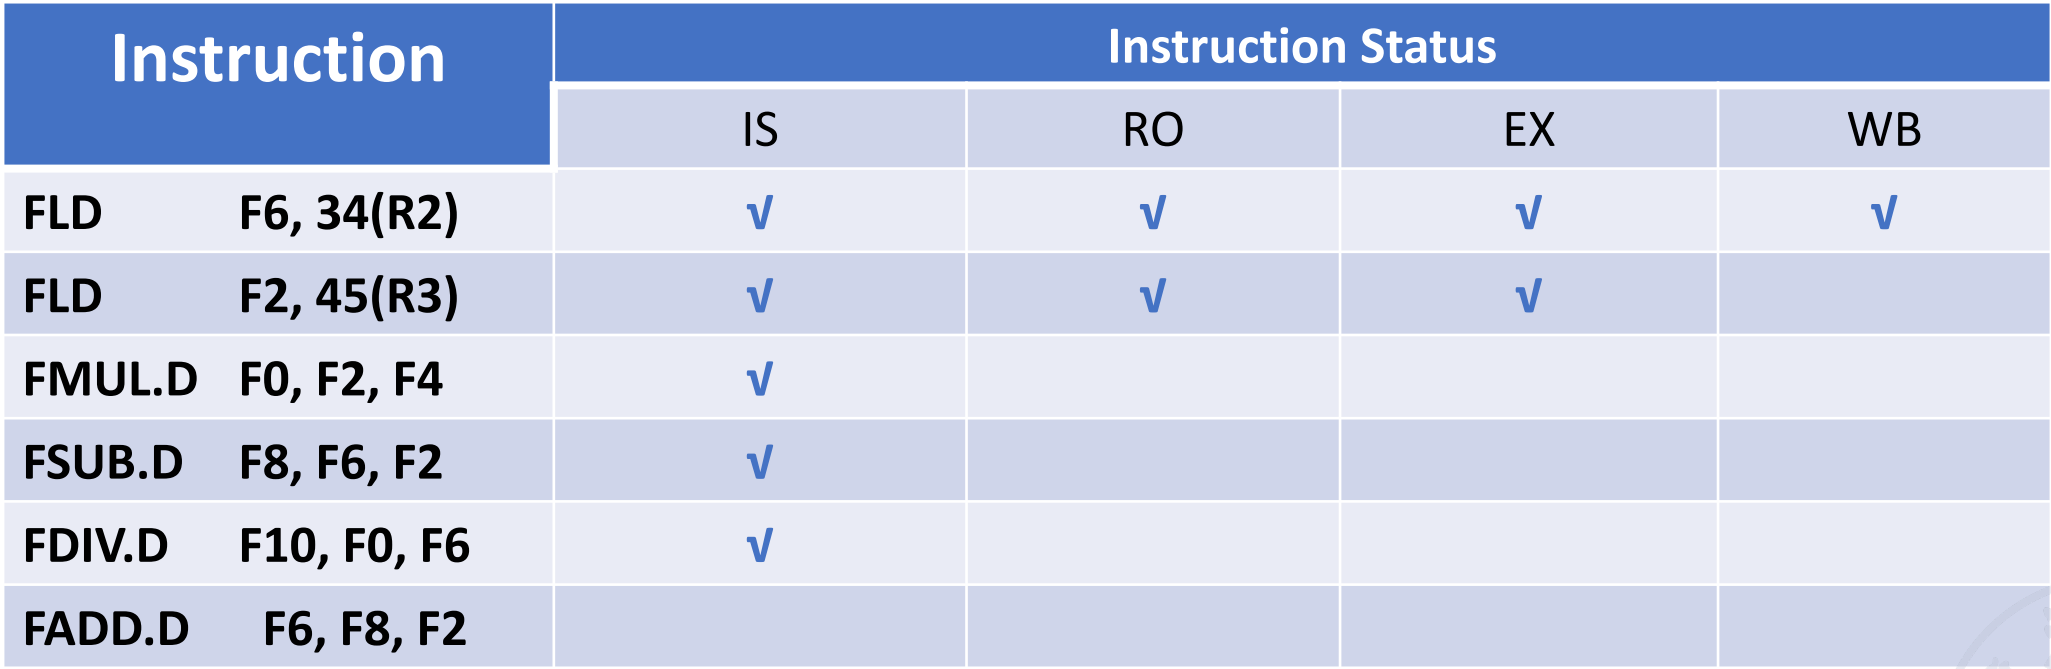 Instruction Instruction Status
IS RO EX WB
FLD F6, 34(R2) √ √ √ √
FLD F2, 45(R3) √ √ √
FMUL.D F0, F2, F4 √
FSUB.D F8, F6, F2 √
FDIV.D F10, F0, F6 √
FADD.D F6, F8, F2